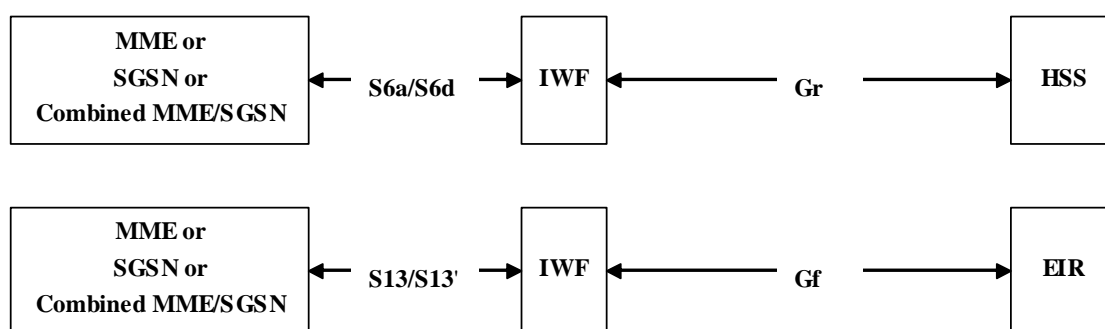 MME or
SGSN or
Combined MME/SGSN
S6a/S6d
IWF
Gr
HSS
MME or
SGSN or
Combined MME/SGSN
S13/S13'
IWF
Gf
EIR